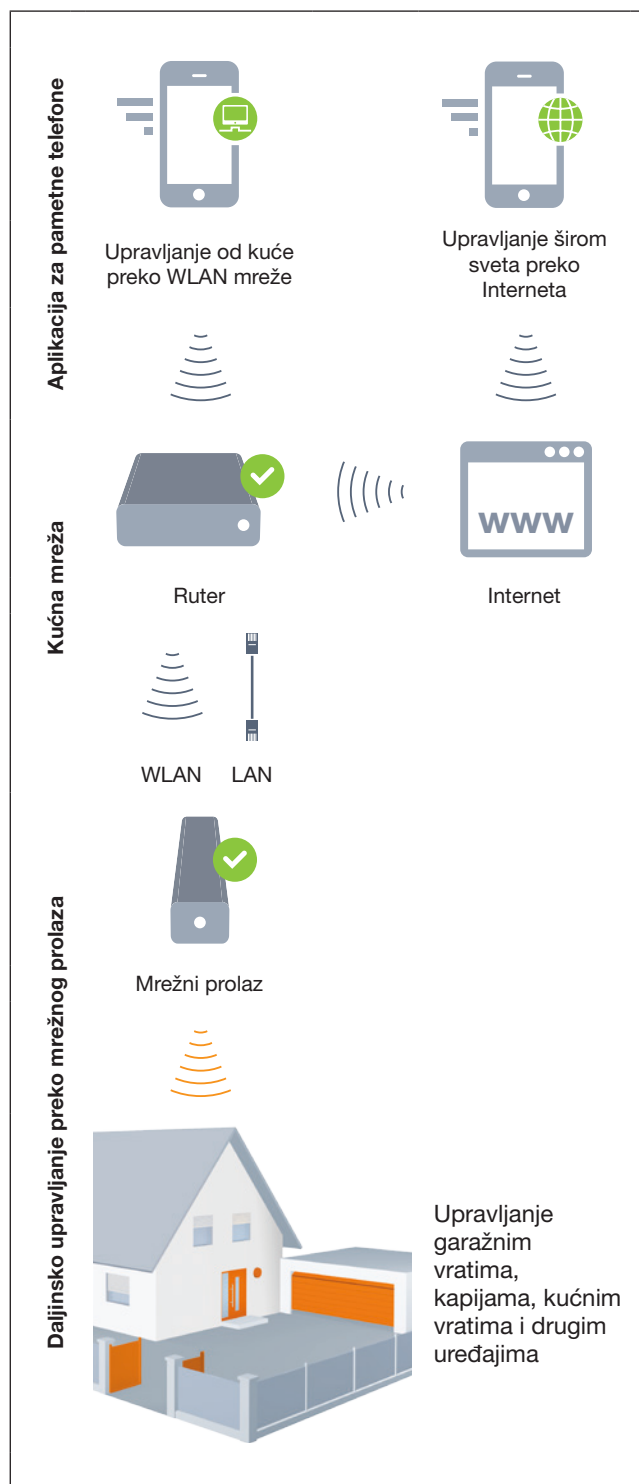 Aplikacija za pametne telefone
Upravljanje od kuće
preko WLAN mreže
Upravljanje širom
sveta preko
Interneta
Kućna mreža
Ruter
www
Internet
WLAN
LAN
Daljinsko upravljanje preko mrežnog prolaza
Mrežni prolaz
Upravljanje
garažnim
vratima,
kapijama, kućnim
vratima i drugim
uređajima